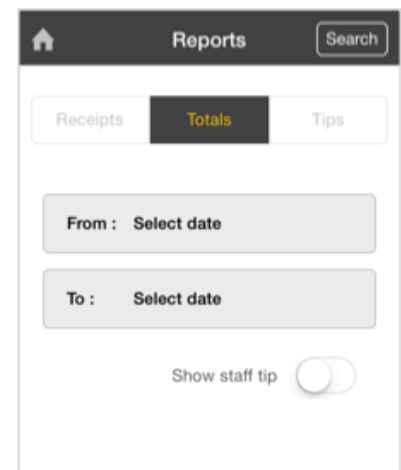 Reports Search
Receipts Totals Tips
From : Select date
To : Select date
Show staff tip